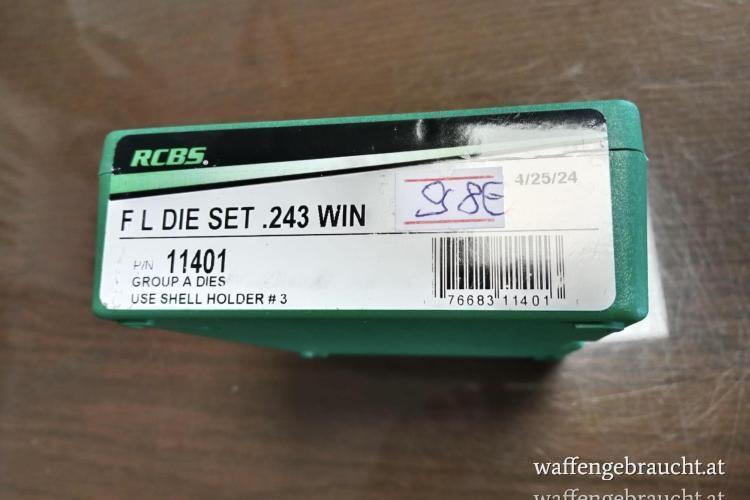 RCBS.
4/25/24
F L DIE SET .243 WIN
98€
P/N 11401
GROUP A DIES
USE SHELL HOLDER # 3
76683 11401
waffengebraucht.at
waffengebraucht.at